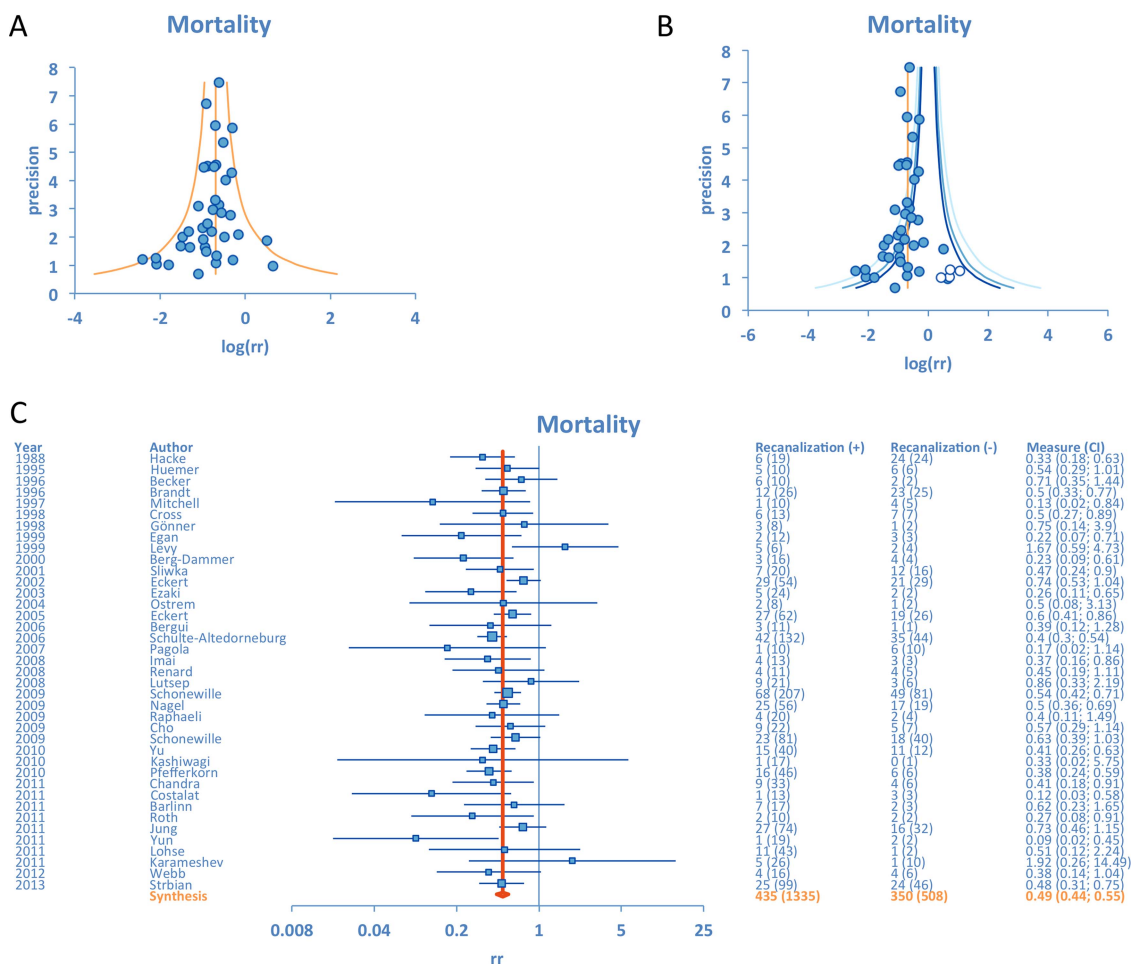 A
Mortality
8
7
6
5
4
3
2
1
0
precision
-4 -2 0 2 4
log(rr)
B
Mortality
8
7
6
5
4
3
2
1
0
precision
-6 -4 -2 0 2 4 6
log(rr)
C
Mortality
Year Author Recanalization (+) Recanalization (-) Measure (CI)
1988 Hacke 6 (19) 24 (24) 0.33 (0.18; 0.63)
1995 Huemer 5 (10) 6 (6) 0.54 (0.29; 1.01)
1996 Becker 6 (10) 2 (2) 0.71 (0.35; 1.44)
1996 Brandt 12 (26) 23 (25) 0.5 (0.33; 0.77)
1997 Mitchell 1 (10) 4 (5) 0.13 (0.02; 0.84)
1998 Cross 6 (13) 7 (7) 0.5 (0.27; 0.89)
1998 Gönner 3 (8) 1 (2) 0.75 (0.14; 3.9)
1999 Egan 2 (12) 3 (3) 0.22 (0.07; 0.71)
1999 Levy 5 (6) 2 (4) 1.67 (0.59; 4.73)
2000 Berg-Dammer 3 (16) 4 (4) 0.23 (0.09; 0.61)
2001 Sliwka 7 (20) 12 (16) 0.47 (0.24; 0.9)
2002 Eckert 29 (54) 21 (29) 0.74 (0.53; 1.04)
2003 Ezaki 5 (24) 2 (2) 0.26 (0.11; 0.65)
2004 Ostrem 2 (8) 1 (2) 0.5 (0.08; 3.13)
2005 Eckert 27 (62) 19 (26) 0.6 (0.41; 0.86)
2006 Bergui 3 (11) 1 (1) 0.39 (0.12; 1.28)
2006 Schulte-Altedorneburg 42 (132) 35 (44) 0.4 (0.3; 0.54)
2007 Pagola 1 (10) 6 (10) 0.17 (0.02; 1.14)
2008 Imai 4 (13) 3 (3) 0.37 (0.16; 0.86)
2008 Renard 4 (11) 4 (5) 0.45 (0.19; 1.11)
2008 Lutsep 9 (21) 3 (6) 0.86 (0.33; 2.19)
2009 Schonewille 68 (207) 49 (81) 0.54 (0.42; 0.71)
2009 Nagel 25 (56) 17 (19) 0.5 (0.36; 0.69)
2009 Raphaeli 4 (20) 2 (4) 0.4 (0.11; 1.49)
2009 Cho 9 (22) 5 (7) 0.57 (0.29; 1.14)
2009 Schonewille 23 (81) 18 (40) 0.63 (0.39; 1.03)
2010 Yu 15 (40) 11 (12) 0.41 (0.26; 0.63)
2010 Kashiwagi 1 (17) 0 (1) 0.33 (0.02; 5.75)
2010 Pfefferkorn 16 (46) 6 (6) 0.38 (0.24; 0.59)
2011 Chandra 9 (33) 4 (6) 0.41 (0.18; 0.91)
2011 Costalat 1 (13) 3 (3) 0.12 (0.03; 0.58)
2011 Barlinn 7 (17) 2 (3) 0.62 (0.23; 1.65)
2011 Roth 2 (10) 2 (2) 0.27 (0.08; 0.91)
2011 Jung 27 (74) 16 (32) 0.73 (0.46; 1.15)
2011 Yun 1 (19) 2 (2) 0.09 (0.02; 0.45)
2011 Lohse 11 (43) 1 (2) 0.51 (0.12; 2.24)
2011 Karameshev 5 (26) 1 (10) 1.92 (0.26; 14.49)
2012 Webb 4 (16) 4 (6) 0.38 (0.14; 1.04)
2013 Strbian 25 (99) 24 (46) 0.48 (0.31; 0.75)
Synthesis 435 (1335) 350 (508) 0.49 (0.44; 0.55)
0.008 0.04 0.2 1 5 25
rr